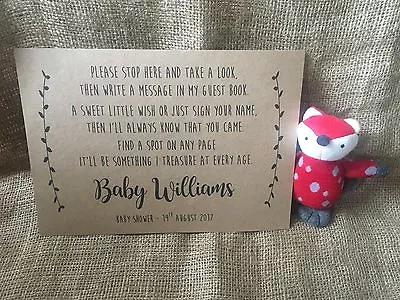 PLEASE STOP HERE AND TAKE A LOOK,
THEN WRITE A MESSAGE IN MY GUEST BOOK.
A SWEET LITTLE WISH OR JUST SIGN YOUR NAME,
THEN I'LL ALWAYS KNOW THAT YOU CAME.
FIND A SPOT ON ANY PAGE
IT'LL BE SOMETHING I TREASURE AT EVERY AGE.
Baby Williams
BABY SHOWER - 19TH AUGUST 2017